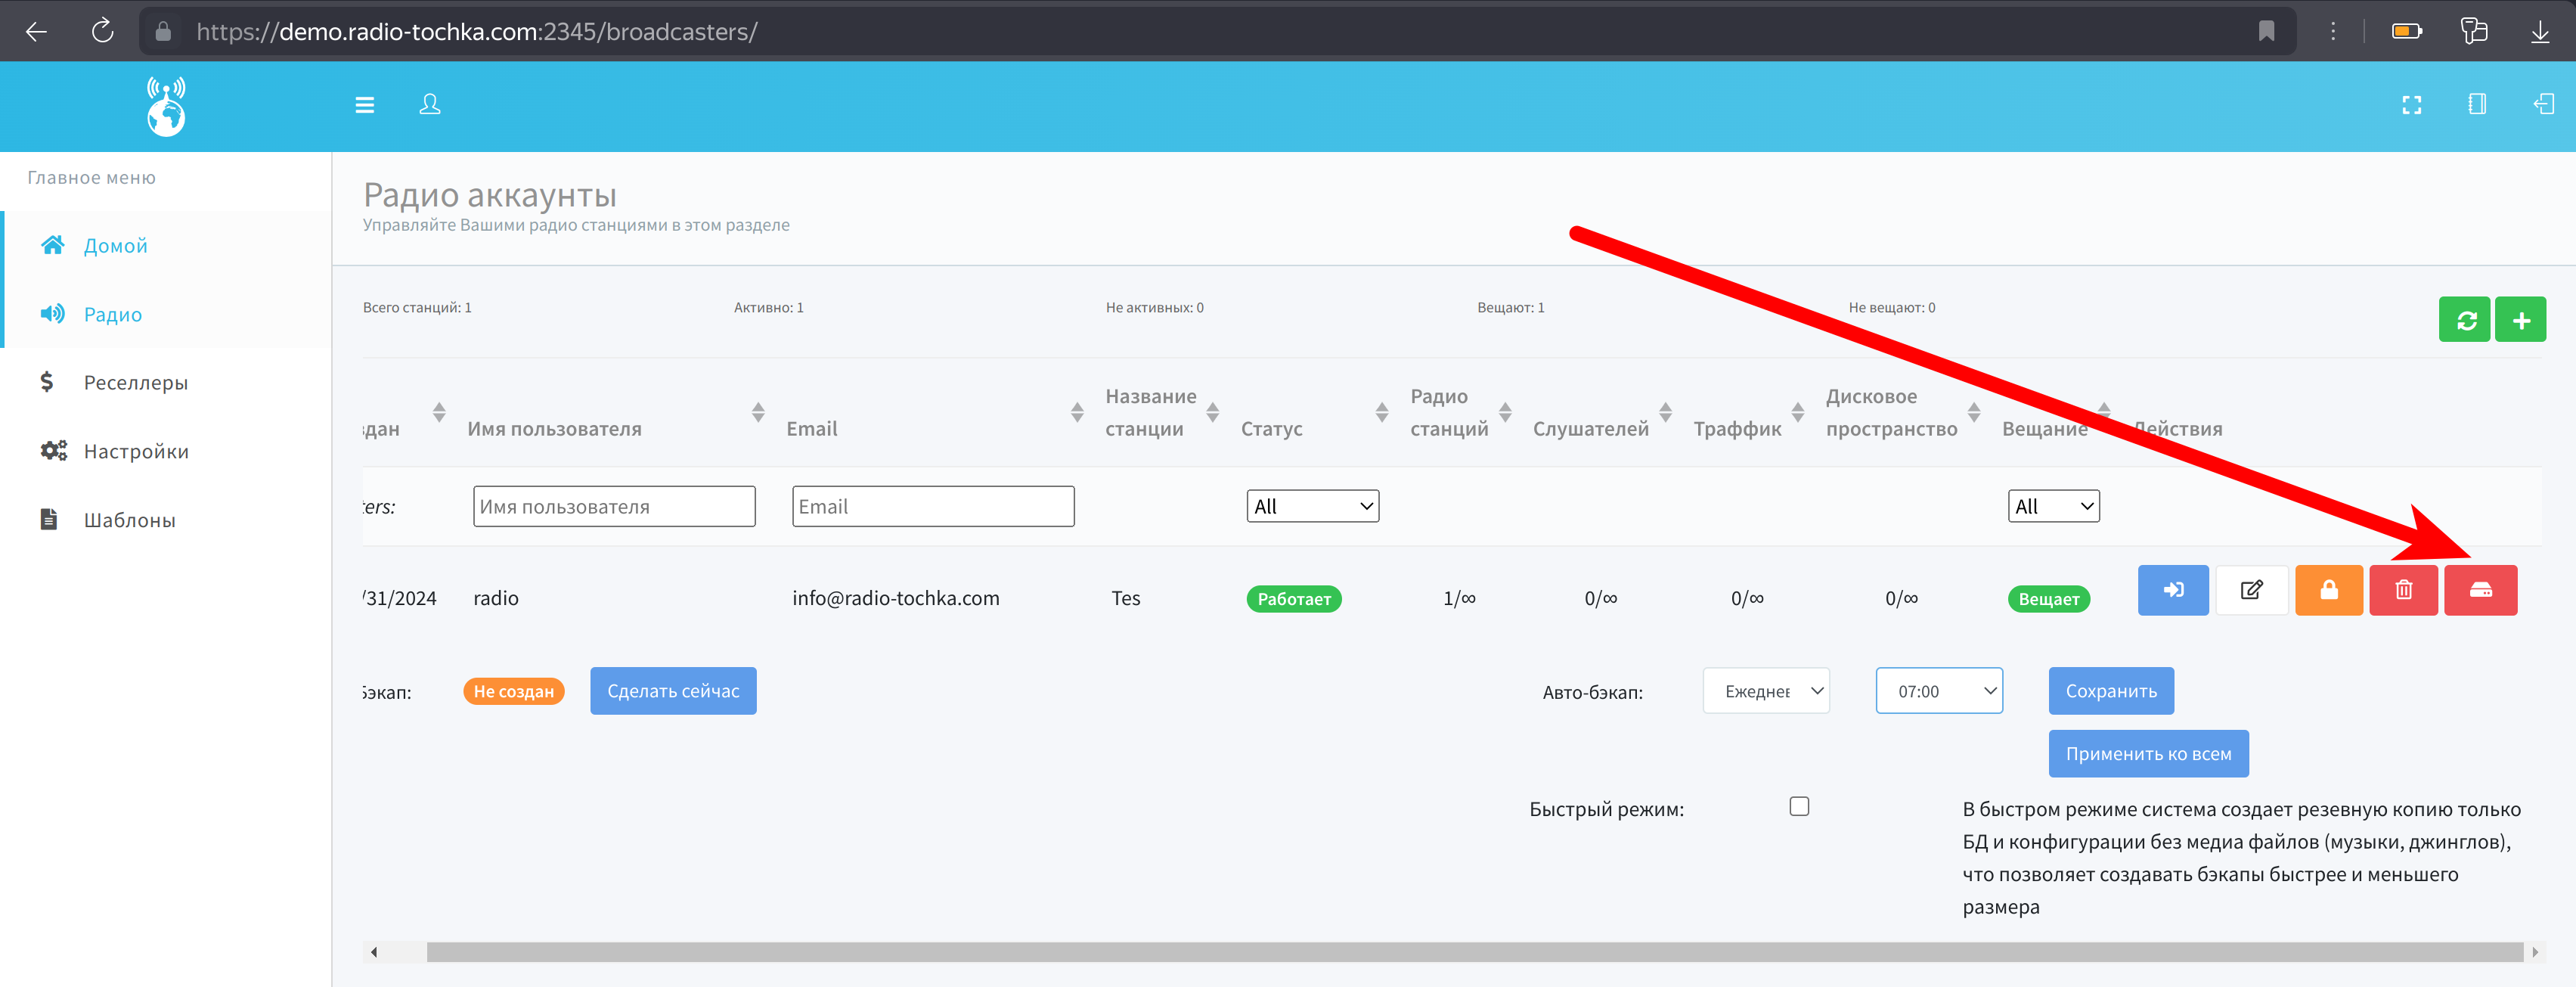 https://demo.radio-tochka.com:2345/broadcasters/
Главное меню
Домой
Радио
Реселлеры
Настройки
Шаблоны
Радио аккаунты
Управляйте Вашими радио станциями в этом разделе
Всего станций: 1
Активно: 1
Не активных: 0
Вещают: 1
Не вещают: 0
здан
Имя пользователя
Email
Название станции
Статус
Радио станций
Слушателей
Траффик
Дисковое пространство
Вещание
Действия
ters:
Имя пользователя
Email
All
All
/31/2024
radio
info@radio-tochka.com
Tes
Работает
1/∞
0/∞
0/∞
0/∞
Вещает
Бэкап:
Не создан
Сделать сейчас
Авто-бэкап:
Ежеднев
07:00
Сохранить
Применить ко всем
Быстрый режим:
В быстром режиме система создает резевную копию только
БД и конфигурации без медиа файлов (музыки, джинглов),
что позволяет создавать бэкапы быстрее и меньшего
размера